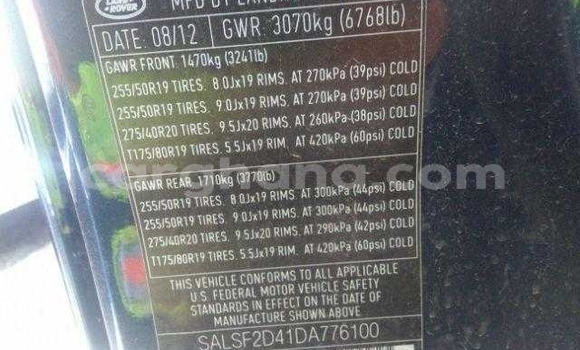 LAND ROVER
MFD BY LAND
DATE: 08/12 GWR: 3070kg (6768lb)
GAWR FRONT 1470kg (3241lb)
255/50R19 TIRES. 8.0Jx19 RIMS. AT 270kPa (39psi) COLD
255/50R19 TIRES. 9.0Jx19 RIMS. AT 270kPa (39psi) COLD
275/40R20 TIRES. 9.5Jx20 RIMS. AT 260kPa (38psi) COLD
T175/80R19 TIRES 5.5Jx19 RIM. AT 420kPa (60psi) COLD
carghana.com
GAWR REAR 1710kg (3770lb)
255/50R19 TIRES. 8.0Jx19 RIMS. AT 300kPa (44psi) COLD
255/50R19 TIRES. 9.0Jx19 RIMS. AT 300kPa (44psi) COLD
275/40R20 TIRES. 9.5Jx20 RIMS. AT 290kPa (42psi) COLD
T175/80R19 TIRES 5.5Jx19 RIM. AT 420kPa (60psi) COLD
THIS VEHICLE CONFORMS TO ALL APPLICABLE
U.S. FEDERAL MOTOR VEHICLE SAFETY
STANDARDS IN EFFECT ON THE DATE OF
MANUFACTURE SHOWN ABOVE
SALSF2D41DA776100